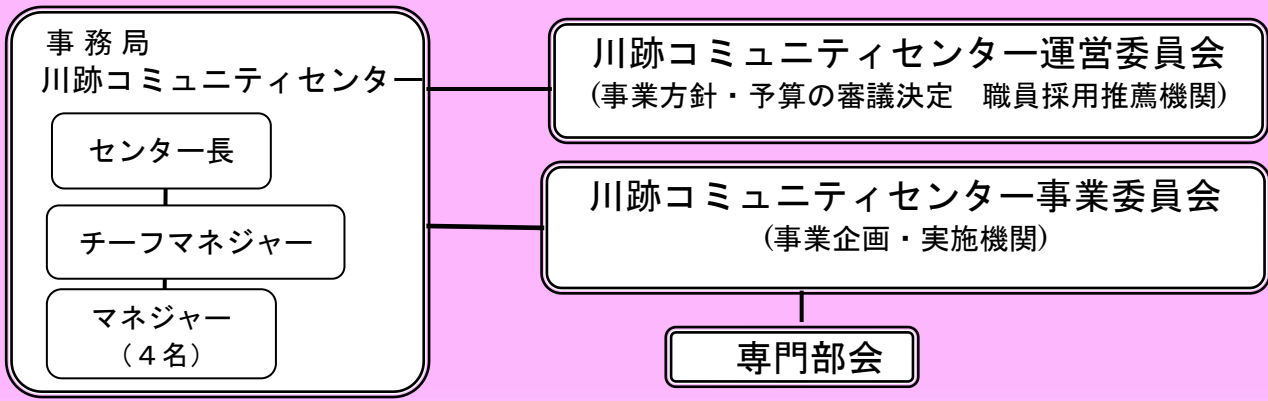 事務局
川跡コミュニティセンター
センター長
チーフマネジャー
マネジャー
(４名)
川跡コミュニティセンター運営委員会
(事業方針・予算の審議決定　職員採用推薦機関)
川跡コミュニティセンター事業委員会
(事業企画・実施機関)
専門部会